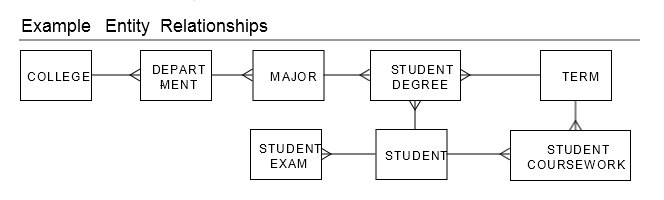 Example Entity Relationships
COLLEGE
DEPART
MENT
MAJOR
STUDENT
DEGREE
TERM
STUDENT
EXAM
STUDENT
STUDENT
COURSEWORK